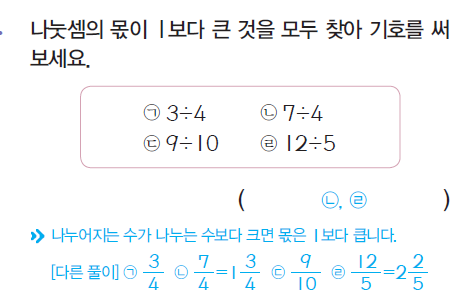 나눗셈의 몫이 1보다 큰 것을 모두 찾아 기호를 써
보세요.
㉠ 3÷4 ㉡ 7÷4
㉢ 9÷10 ㉣ 12÷5
( ㉡, ㉣ )
» 나누어지는 수가 나누는 수보다 크면 몫은 1보다 큽니다.
[다른 풀이] ㉠ 3/4 ㉡ 7/4=1 3/4 ㉢ 9/10 ㉣ 12/5=2 2/5